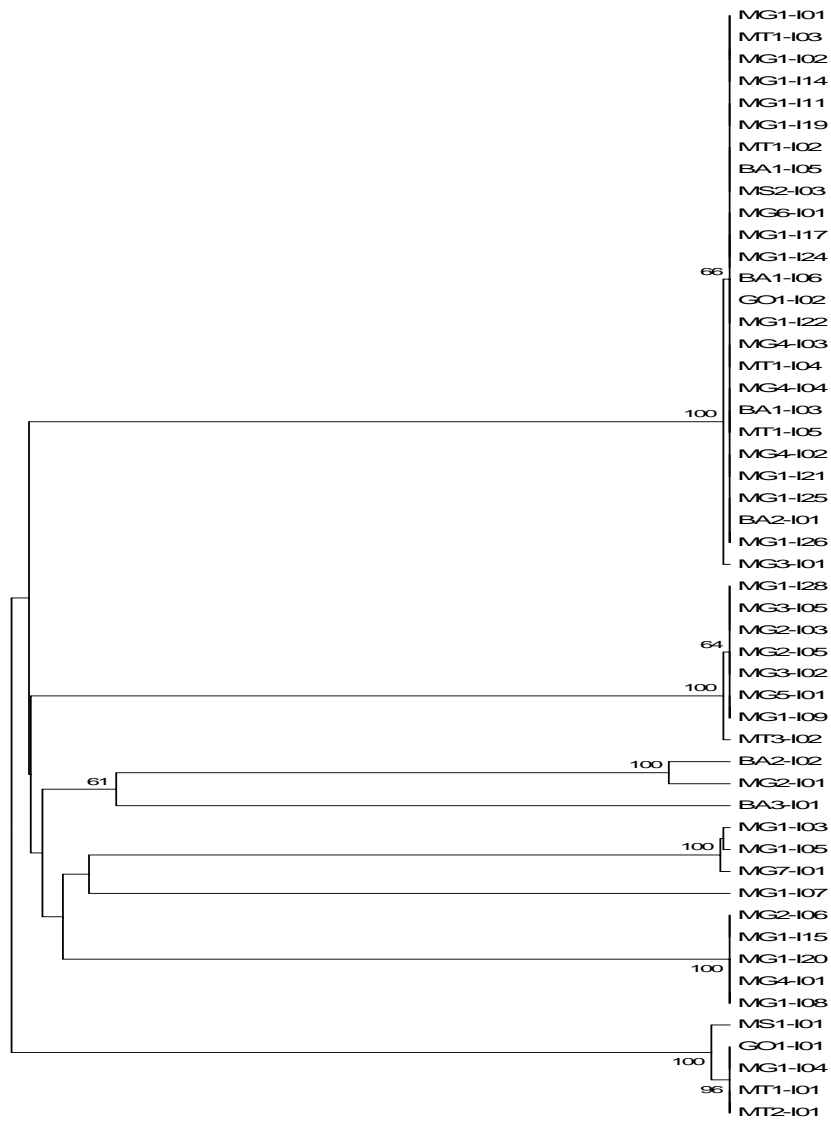 MG1-I01
MT1-I03
MG1-I02
MG1-I14
MG1-I11
MG1-I19
MT1-I02
BA1-I05
MS2-I03
MG6-I01
MG1-I17
MG1-I24
66
BA1-I06
GO1-I02
MG1-I22
MG4-I03
MT1-I04
MG4-I04
100
BA1-I03
MT1-I05
MG4-I02
MG1-I21
MG1-I25
BA2-I01
MG1-I26
MG3-I01
MG1-I28
MG3-I05
MG2-I03
64
MG2-I05
MG3-I02
100
MG5-I01
MG1-I09
MT3-I02
100
BA2-I02
61
MG2-I01
BA3-I01
MG1-I03
100
MG1-I05
MG7-I01
MG1-I07
MG2-I06
MG1-I15
MG1-I20
100
MG4-I01
MG1-I08
MS1-I01
GO1-I01
100
MG1-I04
96
MT1-I01
MT2-I01